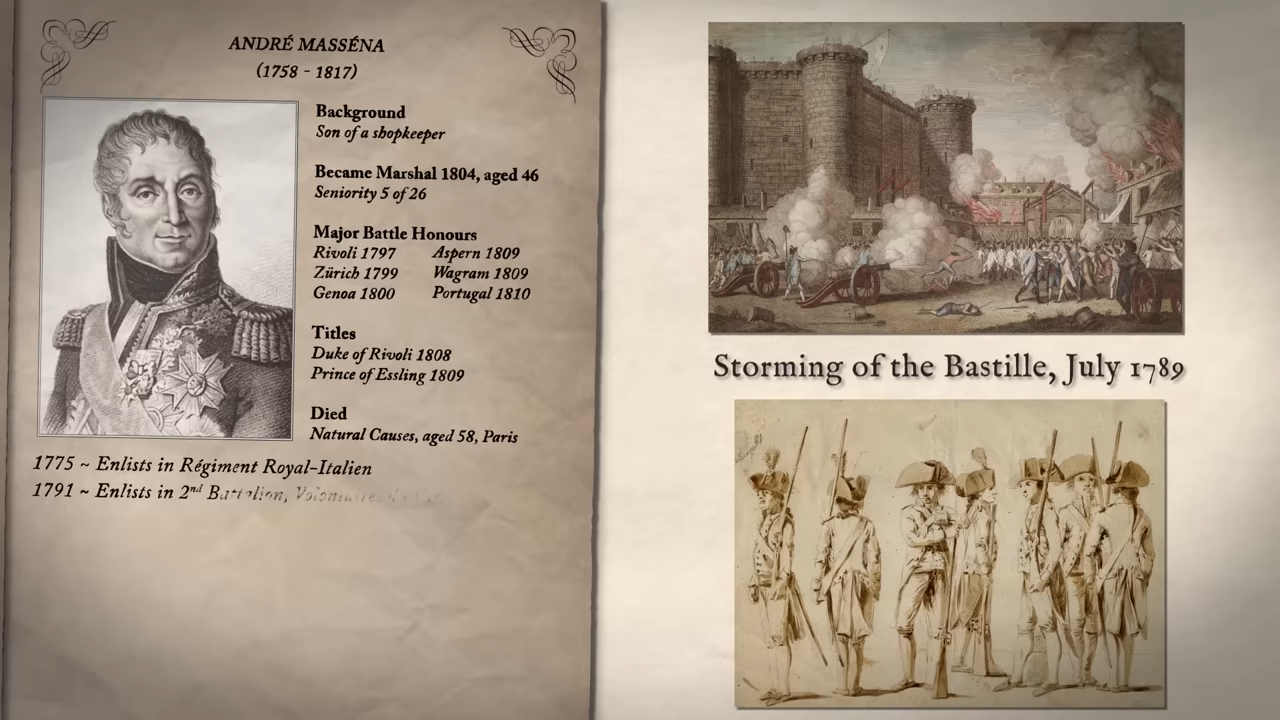 ANDRÉ MASSÉNA
(1758 - 1817)
Background
Son of a shopkeeper
Became Marshal 1804, aged 46
Seniority 5 of 26
Major Battle Honours
Rivoli 1797 Aspern 1809
Zürich 1799 Wagram 1809
Genoa 1800 Portugal 1810
Titles
Duke of Rivoli 1808
Prince of Essling 1809
Died
Natural Causes, aged 58, Paris
1775 ~ Enlists in Régiment Royal-Italien
1791 ~ Enlists in 2nd Battalion,
Storming of the Bastille, July 1789